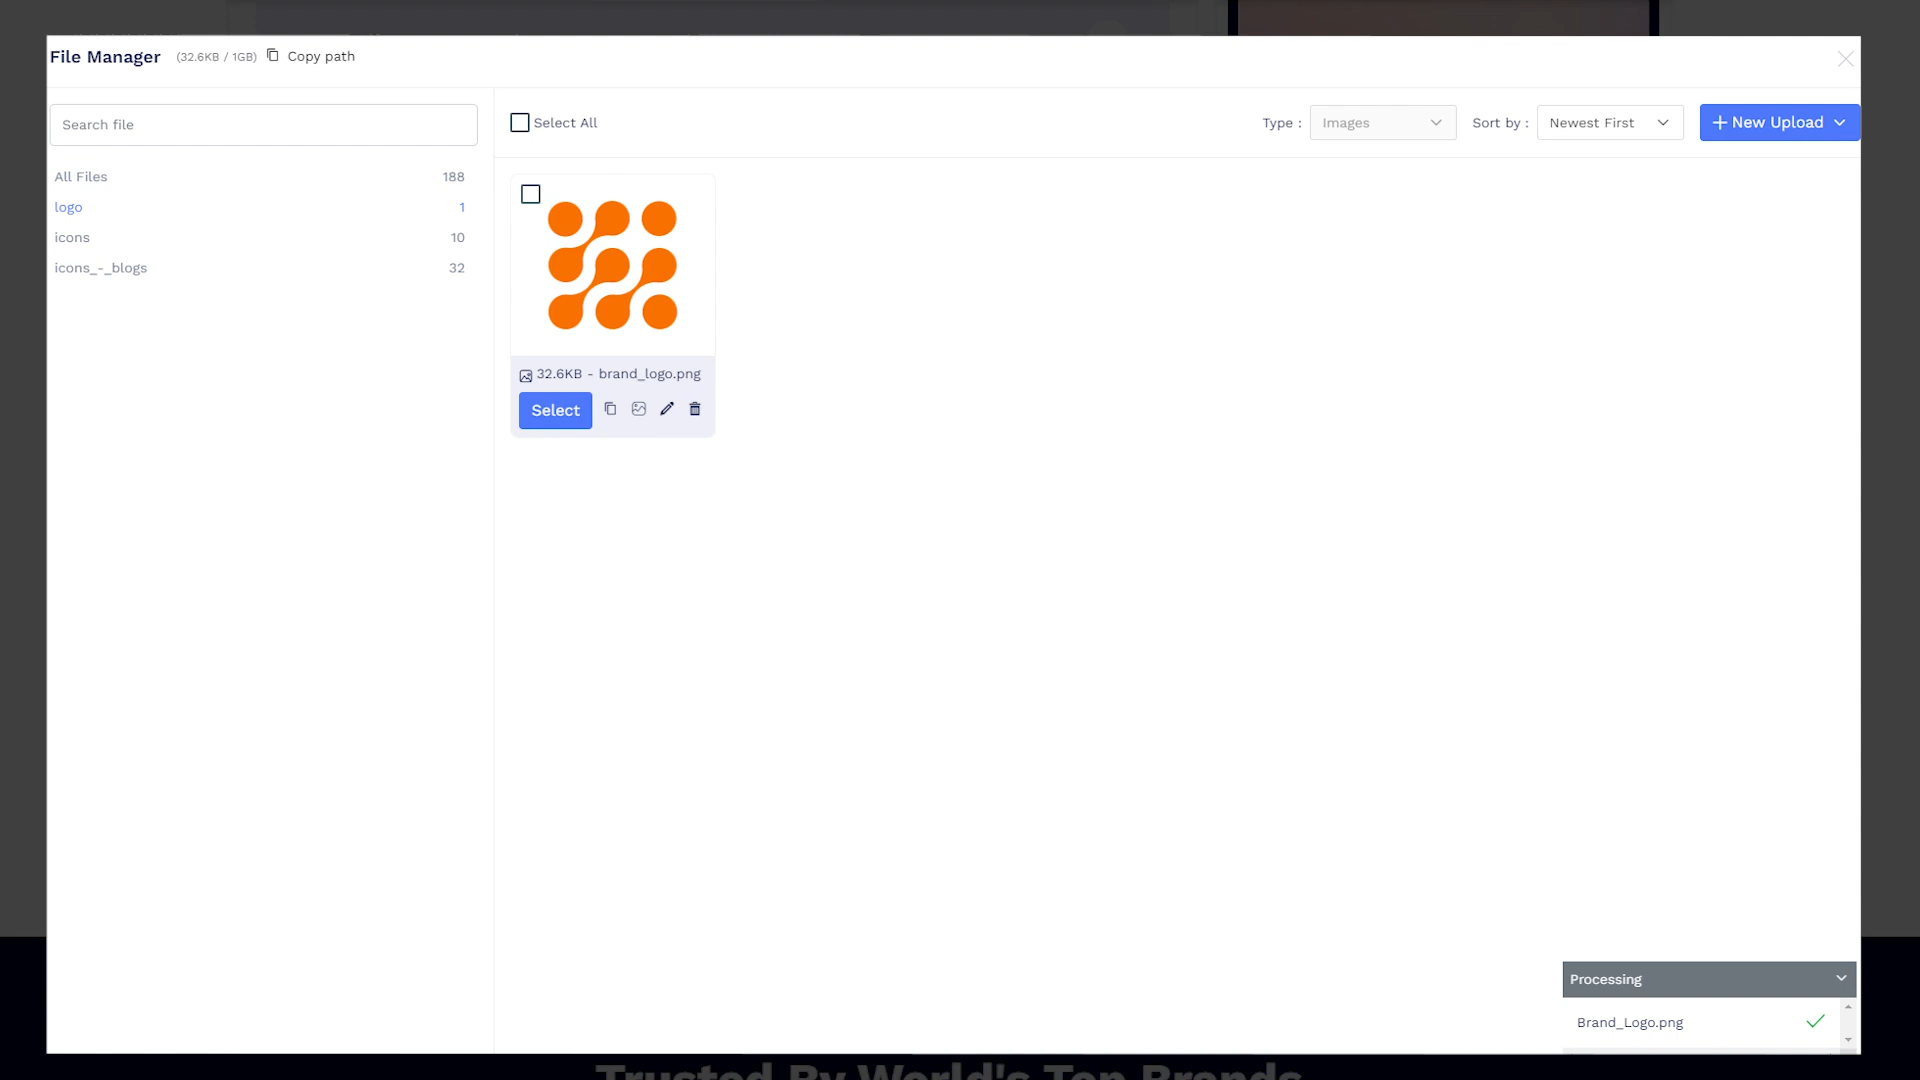 File Manager (32.6KB / 1GB) Copy path
Search file
All Files 188
logo 1
icons 10
icons_-_blogs 32
Select All
Type : Images
Sort by : Newest First
New Upload
32.6KB - brand_logo.png
Select
Processing
Brand_Logo.png
Trusted By World's Top Brands